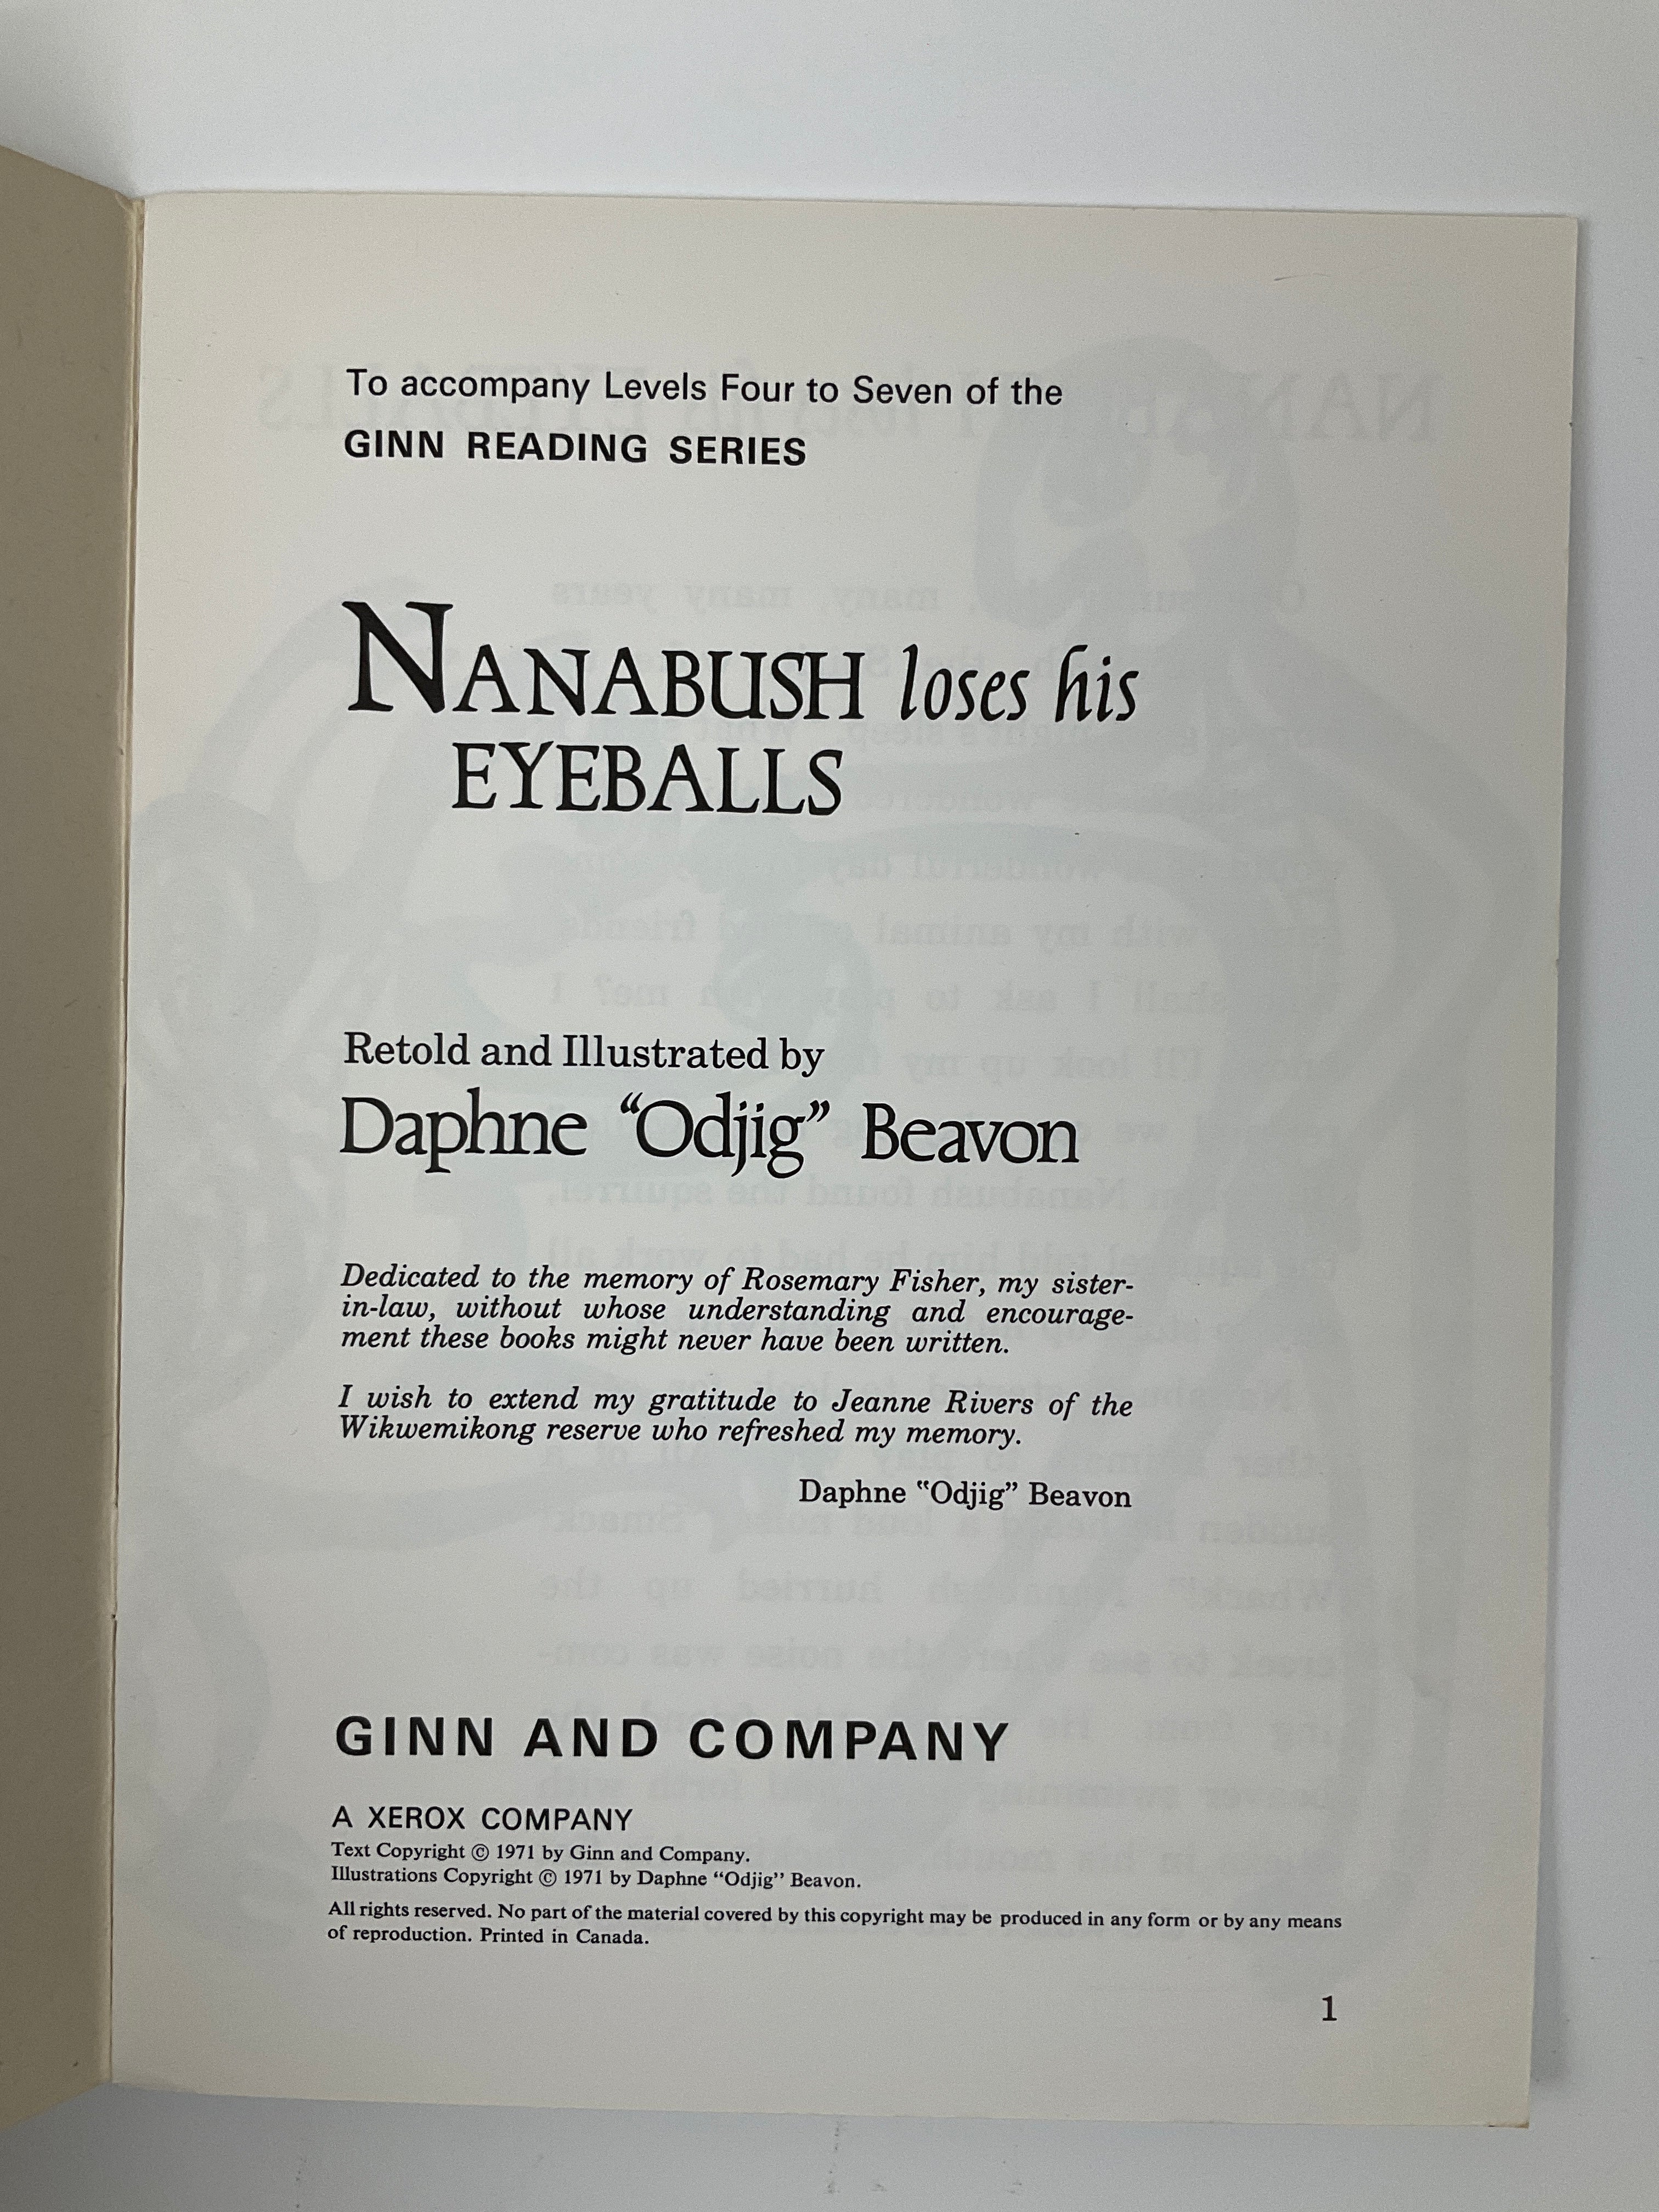 To accompany Levels Four to Seven of the
GINN READING SERIES
NANABUSH loses his
EYEBALLS
Retold and Illustrated by
Daphne “Odjig” Beavon
Dedicated to the memory of Rosemary Fisher, my sister-
in-law, without whose understanding and encourage-
ment these books might never have been written.
I wish to extend my gratitude to Jeanne Rivers of the
Wikwemikong reserve who refreshed my memory.
Daphne “Odjig” Beavon
GINN AND COMPANY
A XEROX COMPANY
Text Copyright © 1971 by Ginn and Company.
Illustrations Copyright © 1971 by Daphne “Odjig” Beavon.
All rights reserved. No part of the material covered by this copyright may be produced in any form or by any means
of reproduction. Printed in Canada.
1